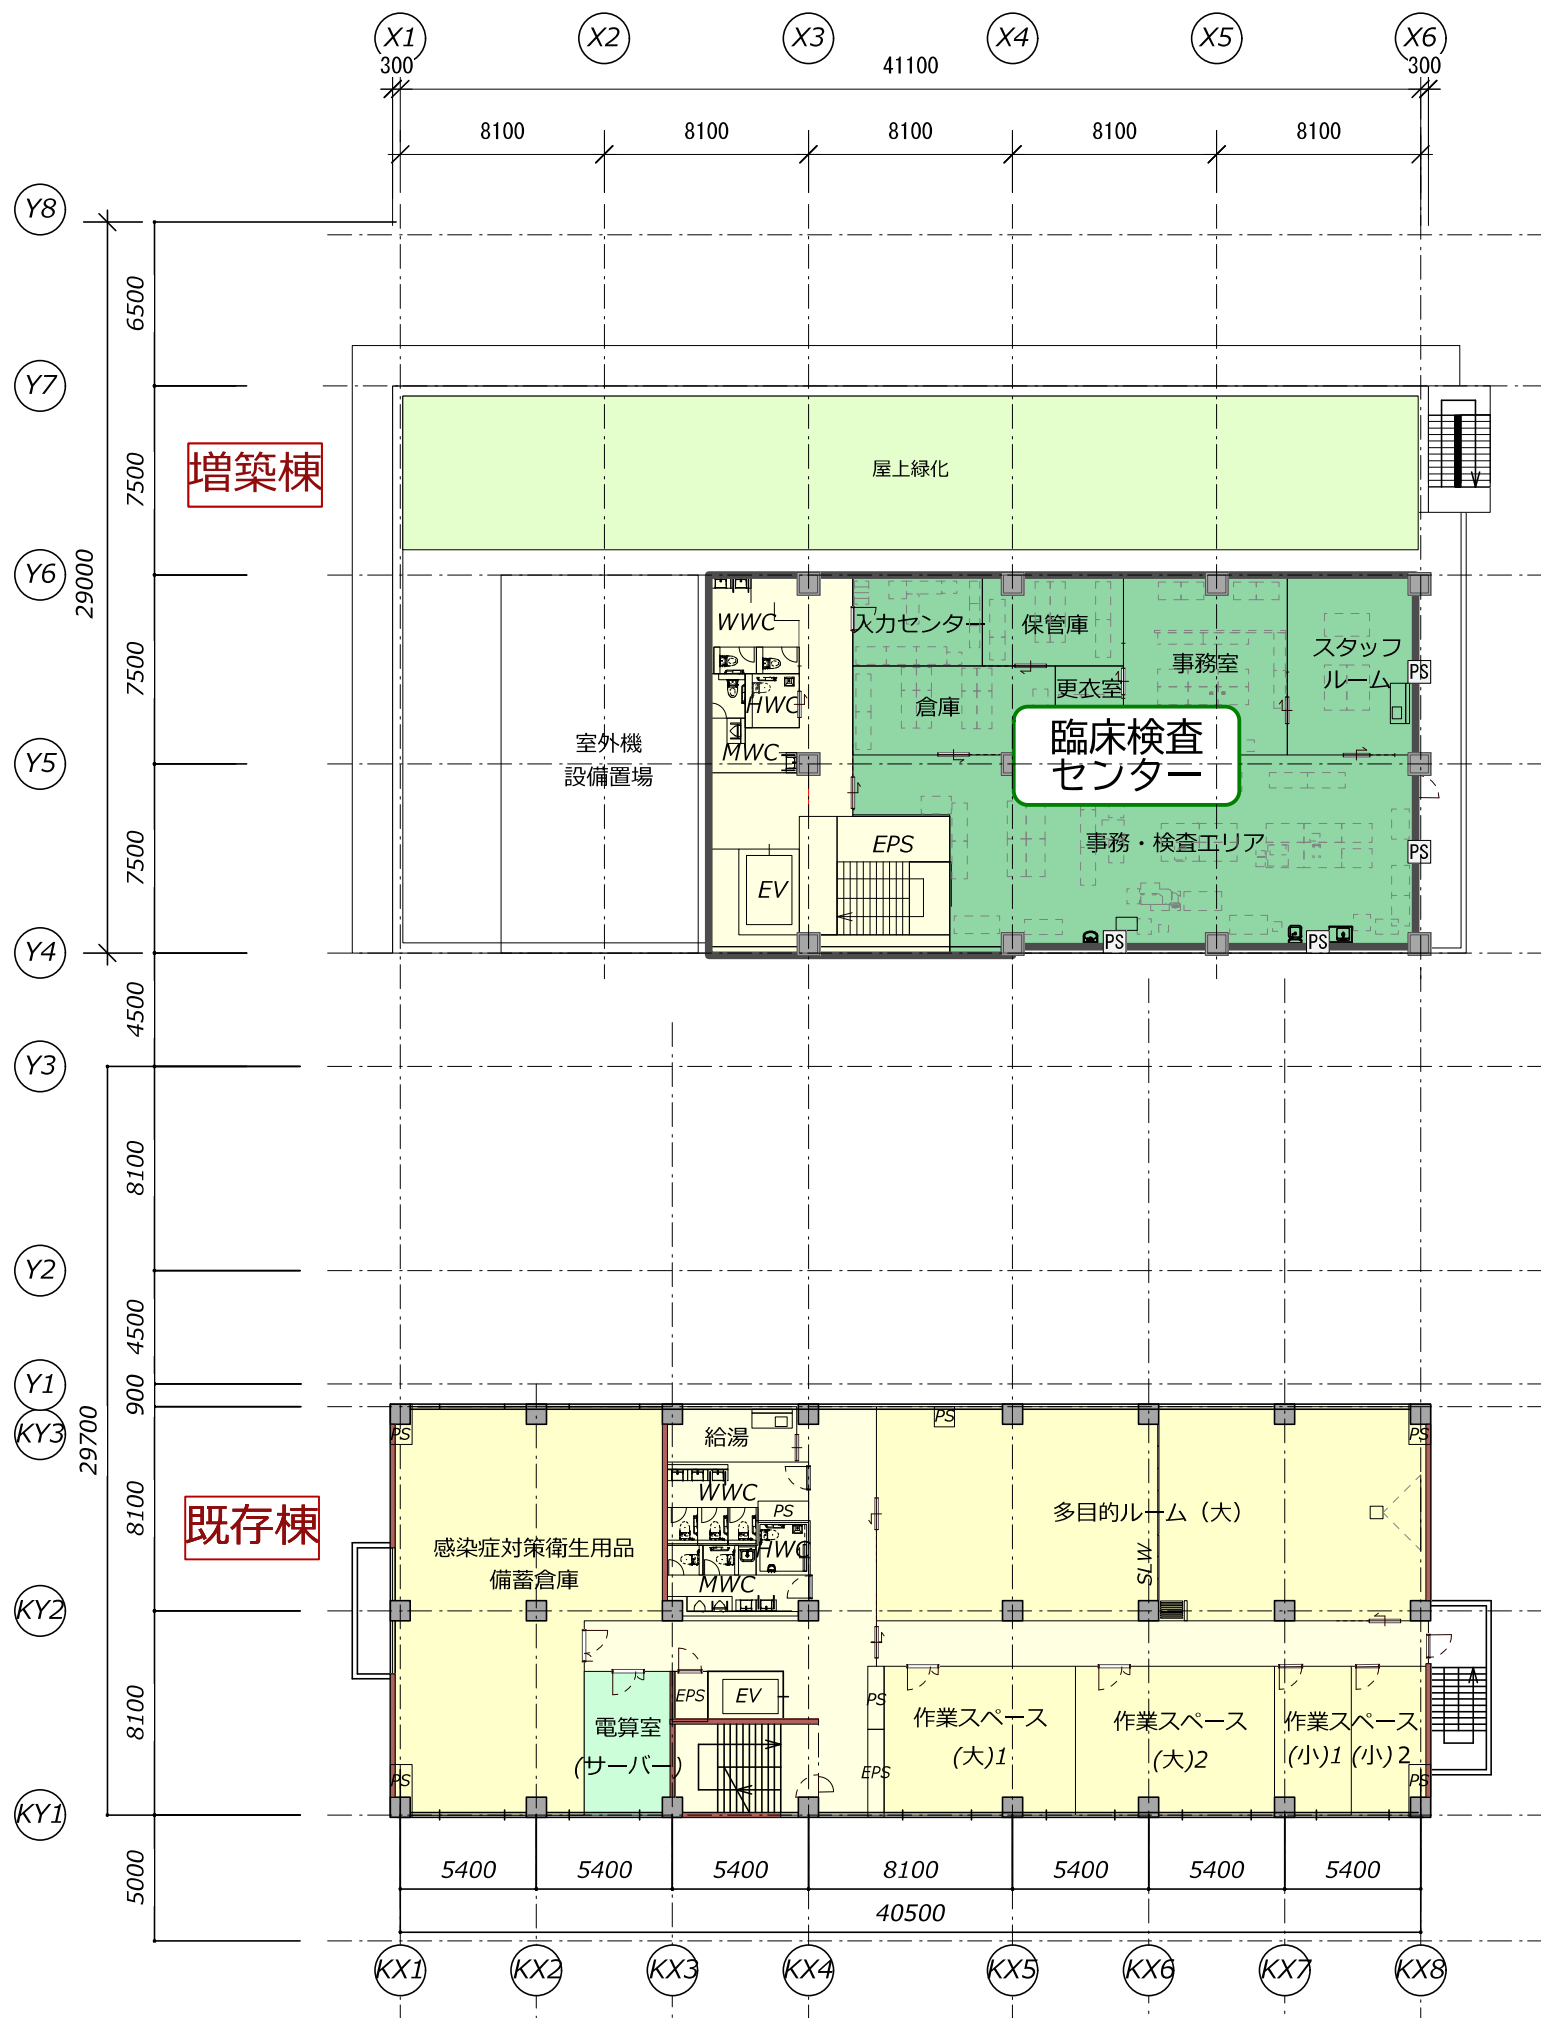 X1 X2 X3 X4 X5 X6
300 41100 300
8100 8100 8100 8100 8100
Y8
6500
Y7
増築棟
7500
屋上緑化
Y6
29000
7500
WWC
入力センター
保管庫
事務室
スタッフ
ルーム
PS
HWC
倉庫
更衣室
MWC
室外機
設備置場
臨床検査
センター
Y5
7500
EPS
事務・検査エリア
PS
EV
PS
PS
Y4
4500
Y3
8100
Y2
4500
Y1
900
KY3
29700
PS
給湯
PS
PS
8100
既存棟
WWC
PS
多目的ルーム（大）
感染症対策衛生用品
備蓄倉庫
HWC
MWC
SLW
KY2
8100
EPS
EV
PS
電算室
(サーバー)
作業スペース
(大)1
作業スペース
(大)2
作業スペース
(小)1 (小)2
EPS
PS
PS
KY1
5000
5400 5400 5400 8100 5400 5400 5400
40500
KX1 KX2 KX3 KX4 KX5 KX6 KX7 KX8